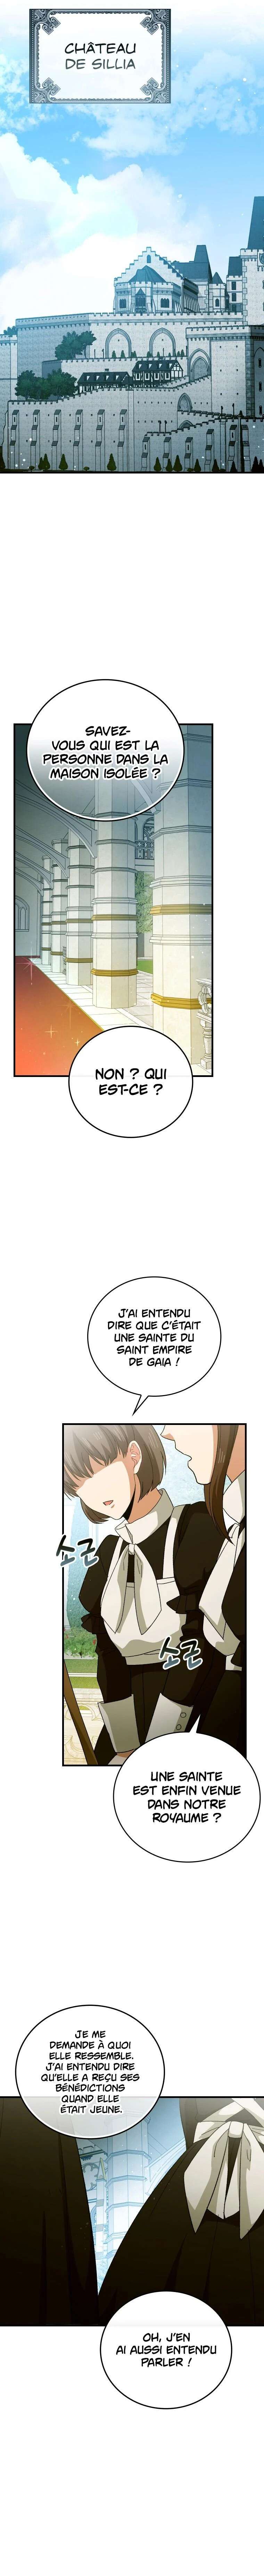 CHÂTEAU
DE SILLIA
SAVEZ-
VOUS QUI EST LA
PERSONNE DANS LA
MAISON ISOLÉE ?
NON ? QUI
EST-CE ?
J'AI ENTENDU
DIRE QUE C'ÉTAIT
UNE SAINTE DU
SAINT EMPIRE
DE GAIA !
소근
소근
UNE SAINTE
EST ENFIN VENUE
DANS NOTRE
ROYAUME ?
JE ME
DEMANDE À QUOI
ELLE RESSEMBLE.
J'AI ENTENDU DIRE
QU'ELLE A REÇU SES
BÉNÉDICTIONS
QUAND ELLE
ÉTAIT JEUNE.
OH, J'EN
AI AUSSI ENTENDU
PARLER !